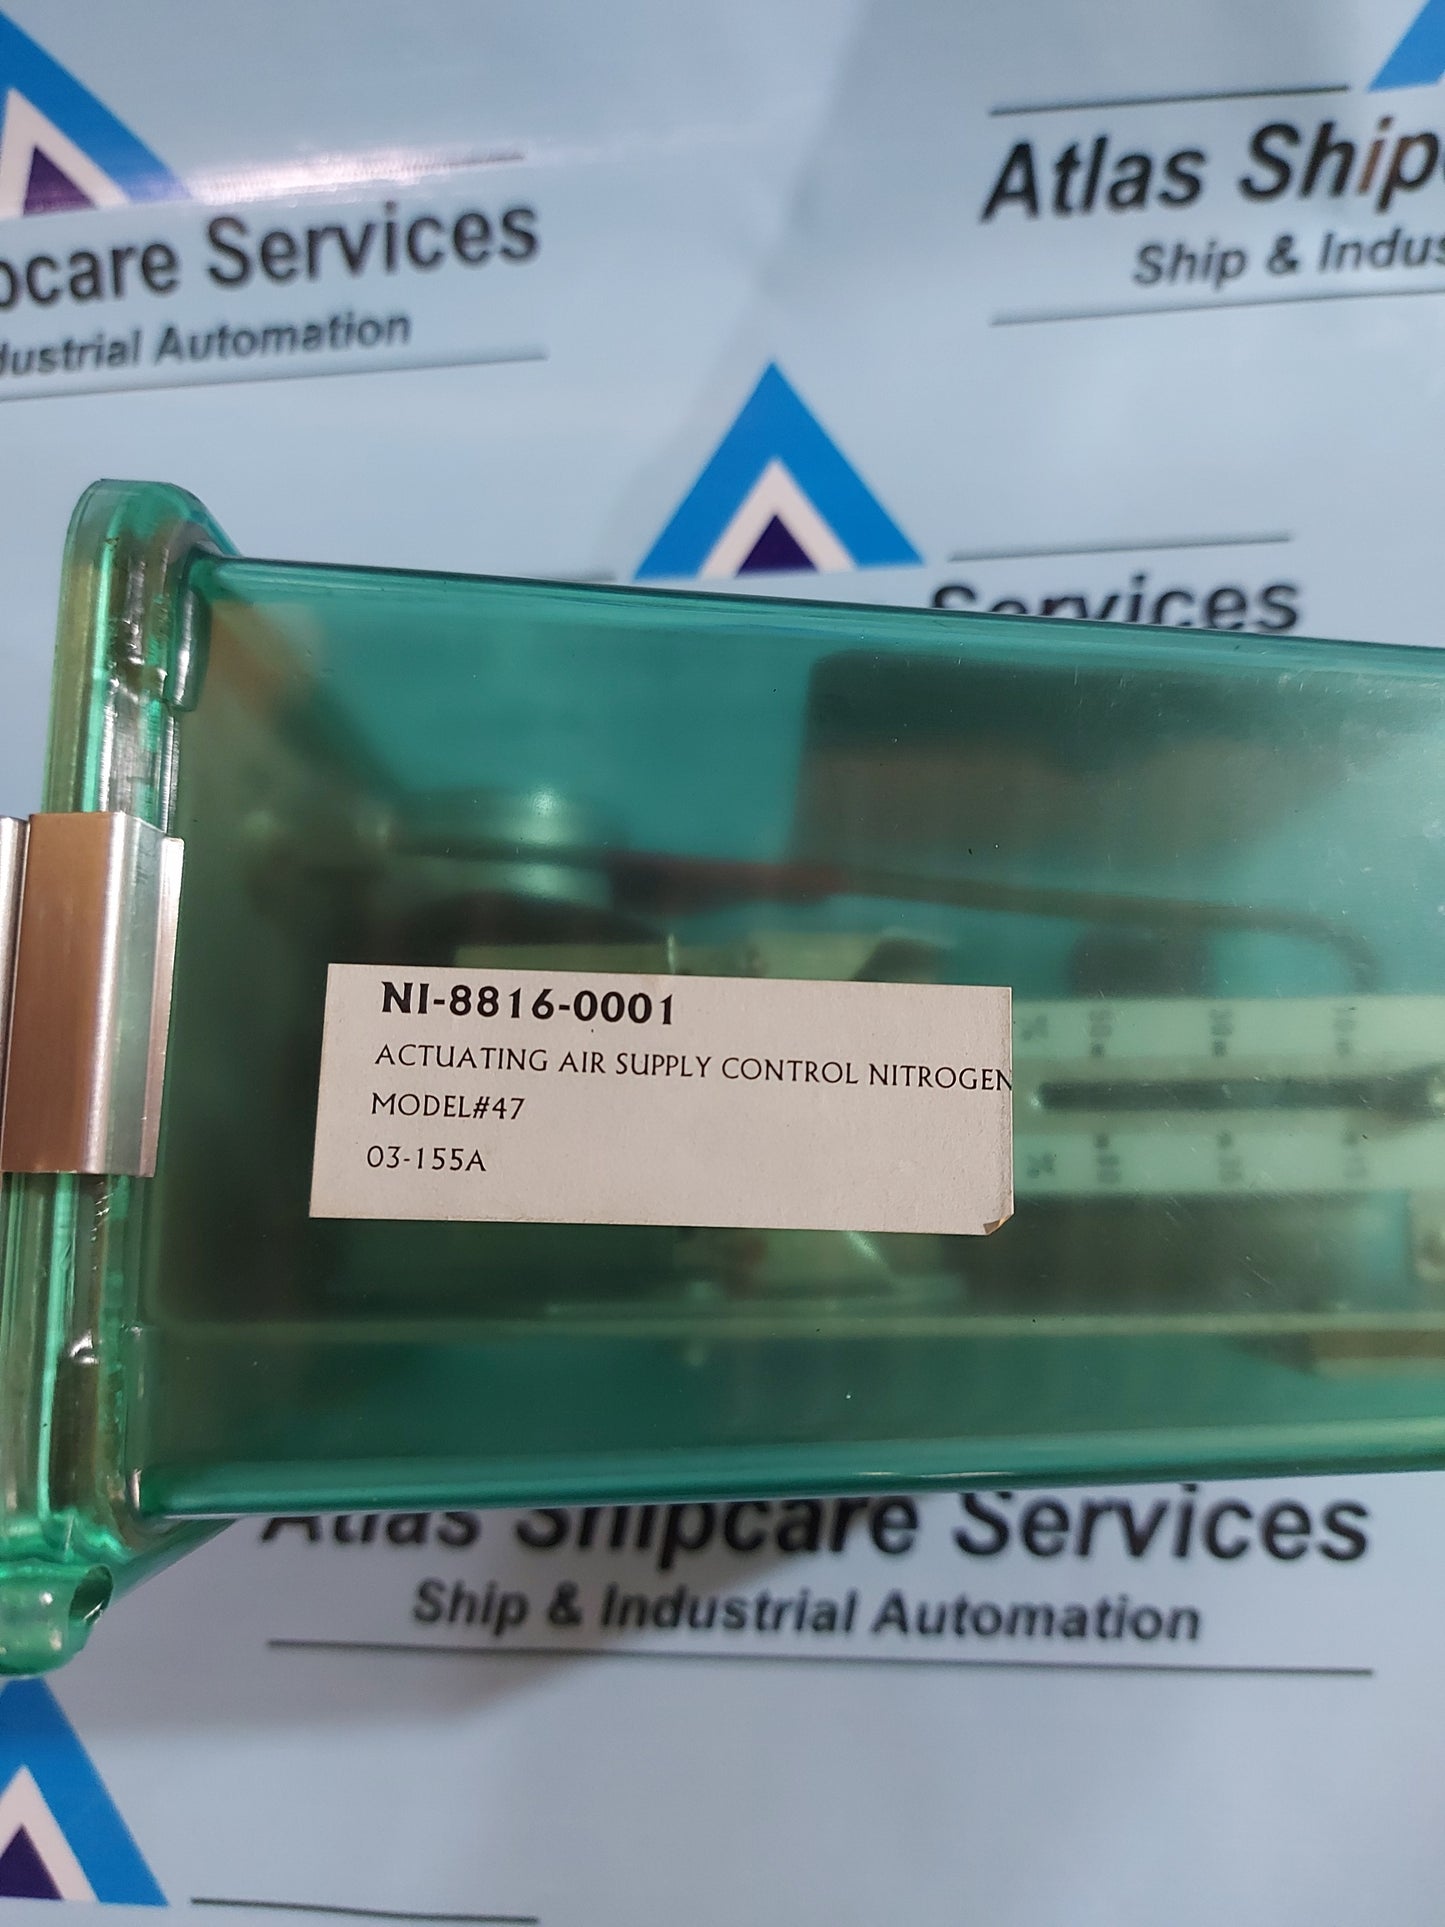 Atlas Shipc
Ship & Indus
pcare Services
dustrial Automation
Services
NI-8816-0001
ACTUATING AIR SUPPLY CONTROL NITROGEN
MODEL#47
03-155A
Atlas Shipcare Services
Ship & Industrial Automation